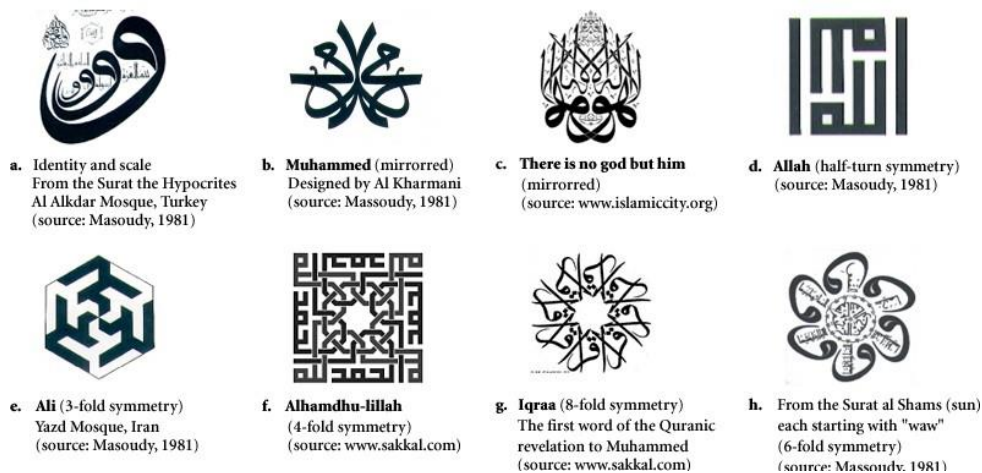 a. Identity and scale
From the Surat the Hypocrites
Al Alkdar Mosque, Turkey
(source: Masoudy, 1981)
b. Muhammed (mirrorred)
Designed by Al Kharmani
(source: Massoudy, 1981)
c. There is no god but him
(mirrorred)
(source: www.islamiccity.org)
d. Allah (half-turn symmetry)
(source: Masoudy, 1981)
e. Ali (3-fold symmetry)
Yazd Mosque, Iran
(source: Masoudy, 1981)
f. Alhamdhu-lillah
(4-fold symmetry)
(source: www.sakkal.com)
g. Iqraa (8-fold symmetry)
The first word of the Quranic
revelation to Muhammed
(source: www.sakkal.com)
h. From the Surat al Shams (sun)
each starting with "waw"
(6-fold symmetry)
(source: Massoudy, 1981)